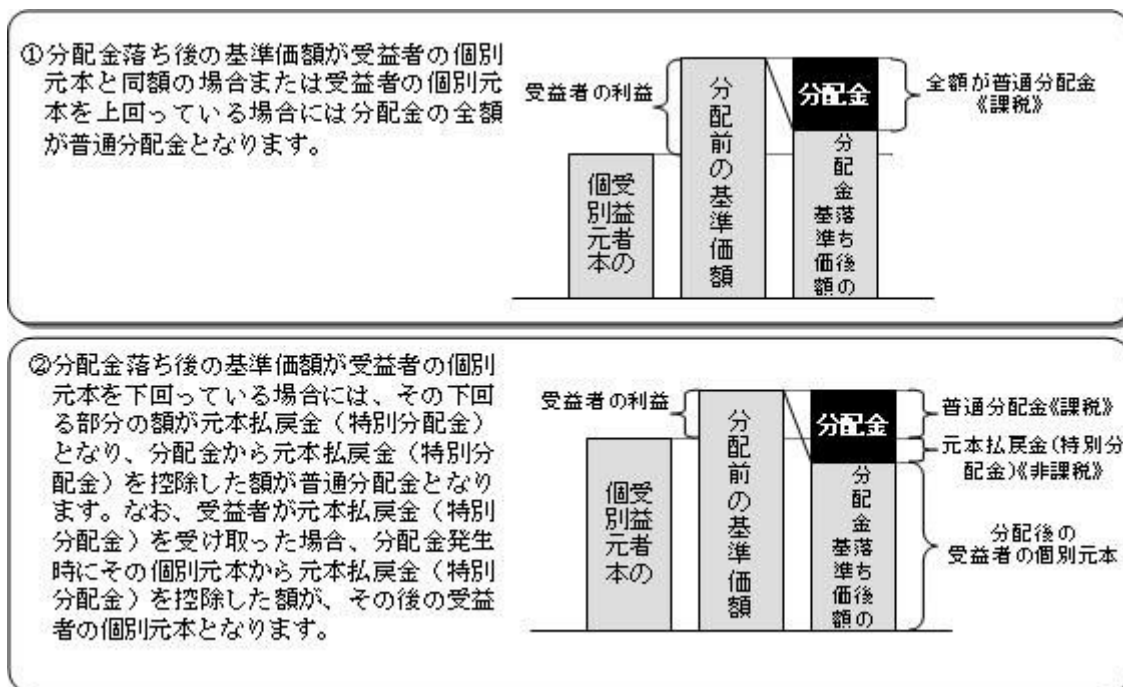 ①分配金落ち後の基準価額が受益者の個別
元本と同額の場合または受益者の個別元
本を上回っている場合には分配金の全額
が普通分配金となります。
受益者の利益
受益者の
個別元本
分配前の基準価額
分配金
分配金落ち後の
基準価額
全額が普通分配金
《課税》
②分配金落ち後の基準価額が受益者の個別
元本を下回っている場合には、その下回
る部分の額が元本払戻金（特別分配金）
となり、分配金から元本払戻金（特別分
配金）を控除した額が普通分配金となり
ます。なお、受益者が元本払戻金（特別
分配金）を受け取った場合、分配金発生
時にその個別元本から元本払戻金（特別
分配金）を控除した額が、その後の受益
者の個別元本となります。
受益者の利益
受益者の
個別元本
分配前の基準価額
分配金
分配金落ち後の
基準価額
普通分配金《課税》
元本払戻金（特別分
配金）《非課税》
分配後の
受益者の個別元本